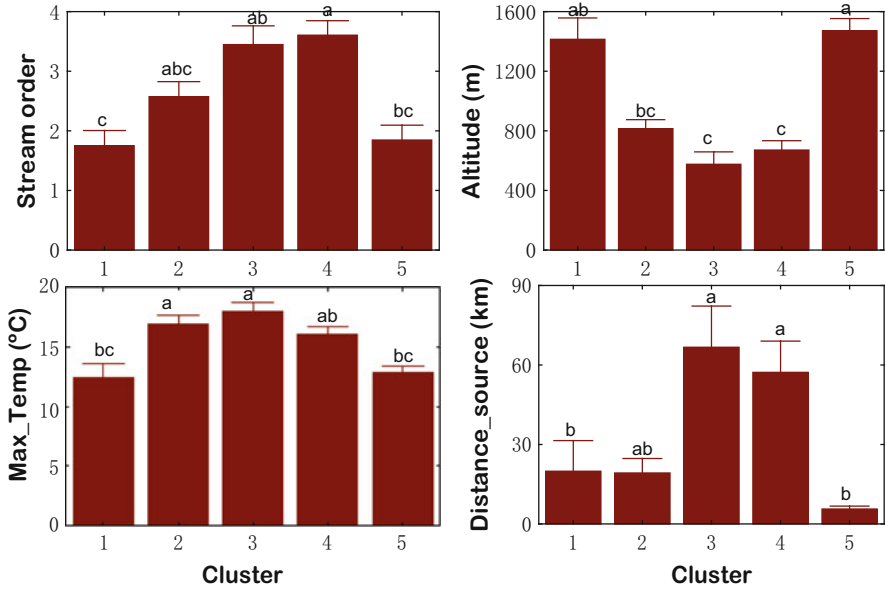 Stream order
4
3
2
1
0
c
abc
ab
a
bc
1 2 3 4 5
Altitude (m)
1600
1200
800
400
0
ab
bc
c
c
a
1 2 3 4 5
Max_Temp (°C)
20
15
10
5
0
bc
a
a
ab
bc
1 2 3 4 5
Cluster
Distance_source (km)
90
60
30
0
b
ab
a
a
b
1 2 3 4 5
Cluster